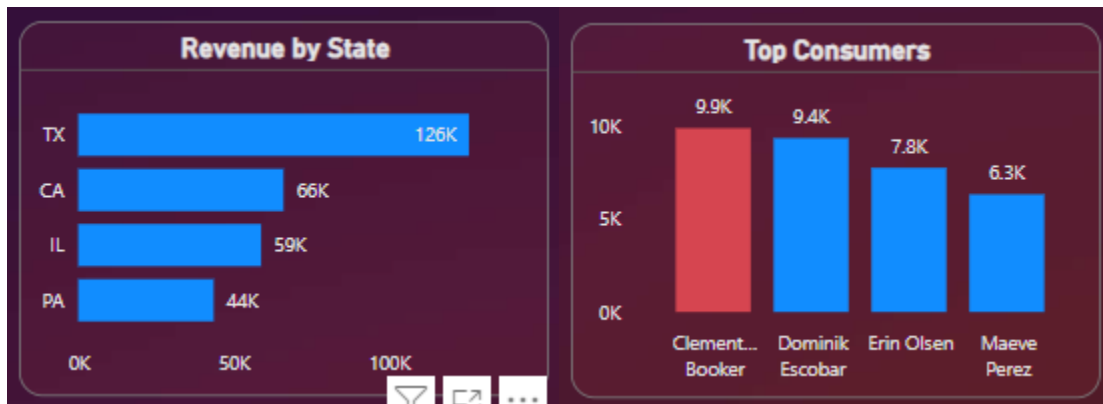 Revenue by State
TX 126K
CA 66K
IL 59K
PA 44K
0K 50K 100K
Top Consumers
10K
5K
0K
9.9K 9.4K 7.8K 6.3K
Clement... Dominik Erin Olsen Maeve
Booker Escobar Perez